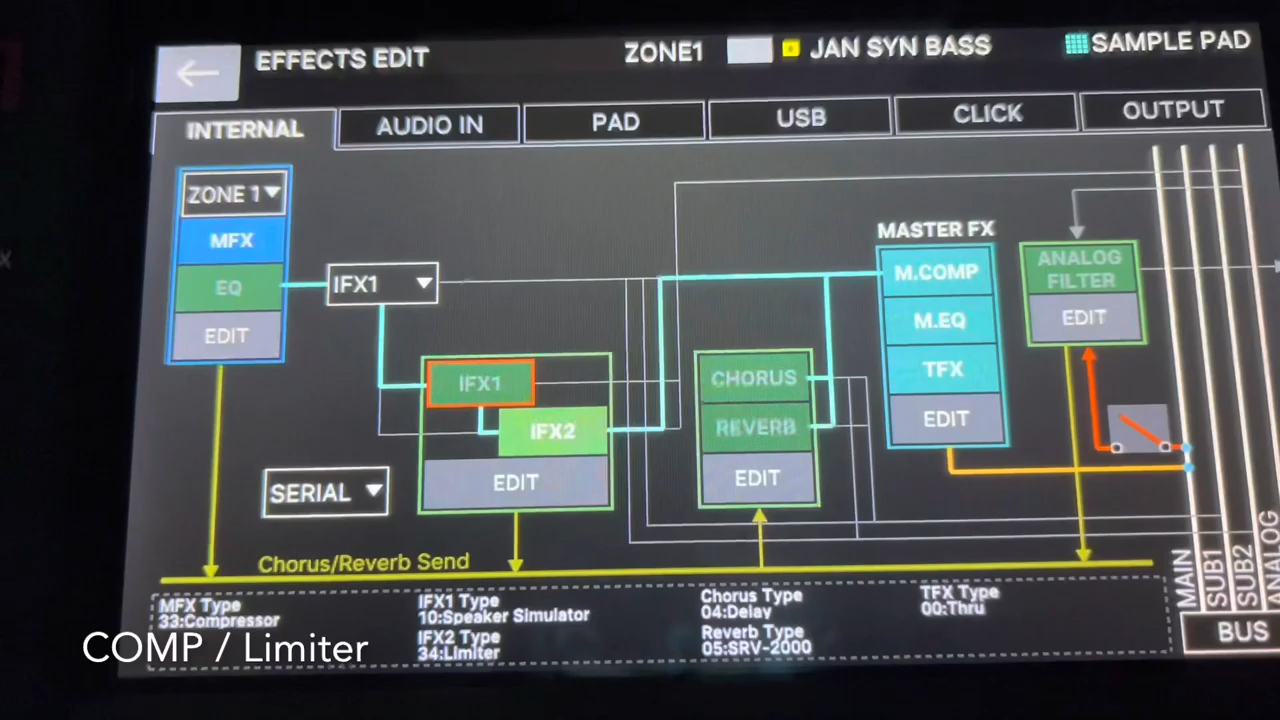 EFFECTS EDIT
ZONE1
JAN SYN BASS
SAMPLE PAD
INTERNAL
AUDIO IN
PAD
USB
CLICK
OUTPUT
ZONE 1
MFX
EQ
EDIT
IFX1
IFX1
IFX2
EDIT
SERIAL
CHORUS
REVERB
EDIT
MASTER FX
M.COMP
M.EQ
TFX
EDIT
ANALOG
FILTER
EDIT
Chorus/Reverb Send
MAIN
SUB1
SUB2
ANALOG
BUS
MFX Type
33:Compressor
IFX1 Type
10:Speaker Simulator
IFX2 Type
34:Limiter
Chorus Type
04:Delay
Reverb Type
05:SRV-2000
TFX Type
00:Thru
COMP / Limiter